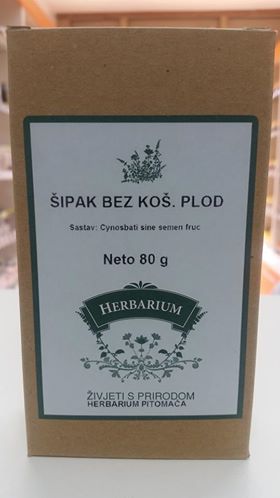 ŠIPAK BEZ KOŠ. PLOD
Sastav: Cynosbati sine semen fruc
Neto 80 g
HERBARIUM
ŽIVJETI S PRIRODOM
HERBARIUM PITOMAČA